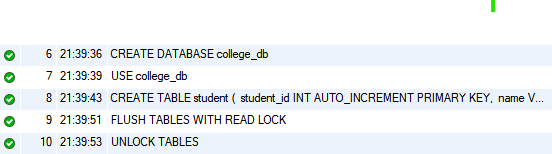 6 21:39:36 CREATE DATABASE college_db
7 21:39:39 USE college_db
8 21:39:43 CREATE TABLE student ( student_id INT AUTO_INCREMENT PRIMARY KEY, name V...
9 21:39:51 FLUSH TABLES WITH READ LOCK
10 21:39:53 UNLOCK TABLES